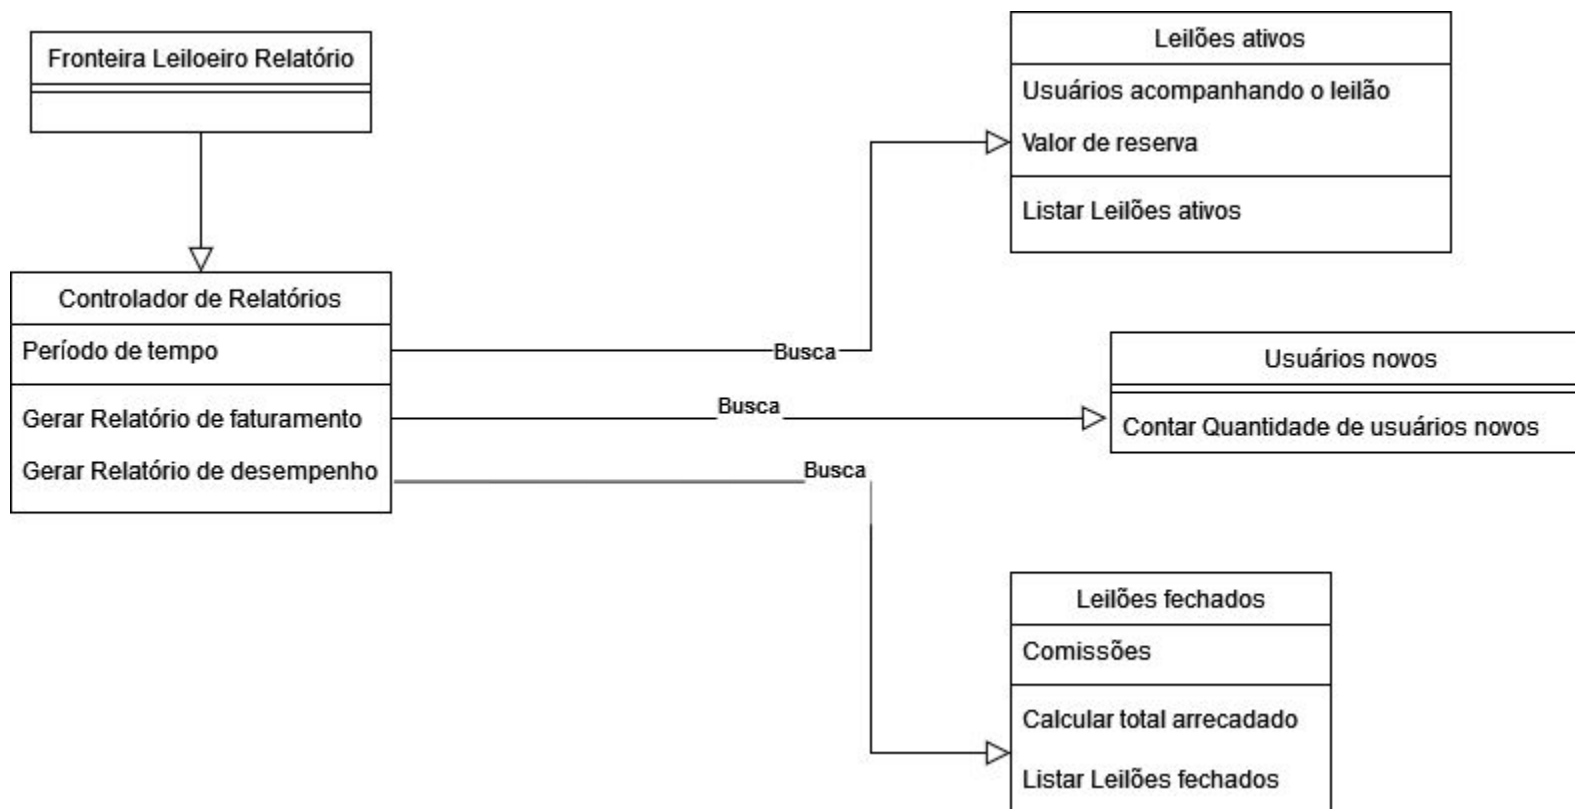 Fronteira Leiloeiro Relatório
Controlador de Relatórios
Período de tempo
Gerar Relatório de faturamento
Gerar Relatório de desempenho
Busca
Busca
Busca
Leilões ativos
Usuários acompanhando o leilão
Valor de reserva
Listar Leilões ativos
Usuários novos
Contar Quantidade de usuários novos
Leilões fechados
Comissões
Calcular total arrecadado
Listar Leilões fechados